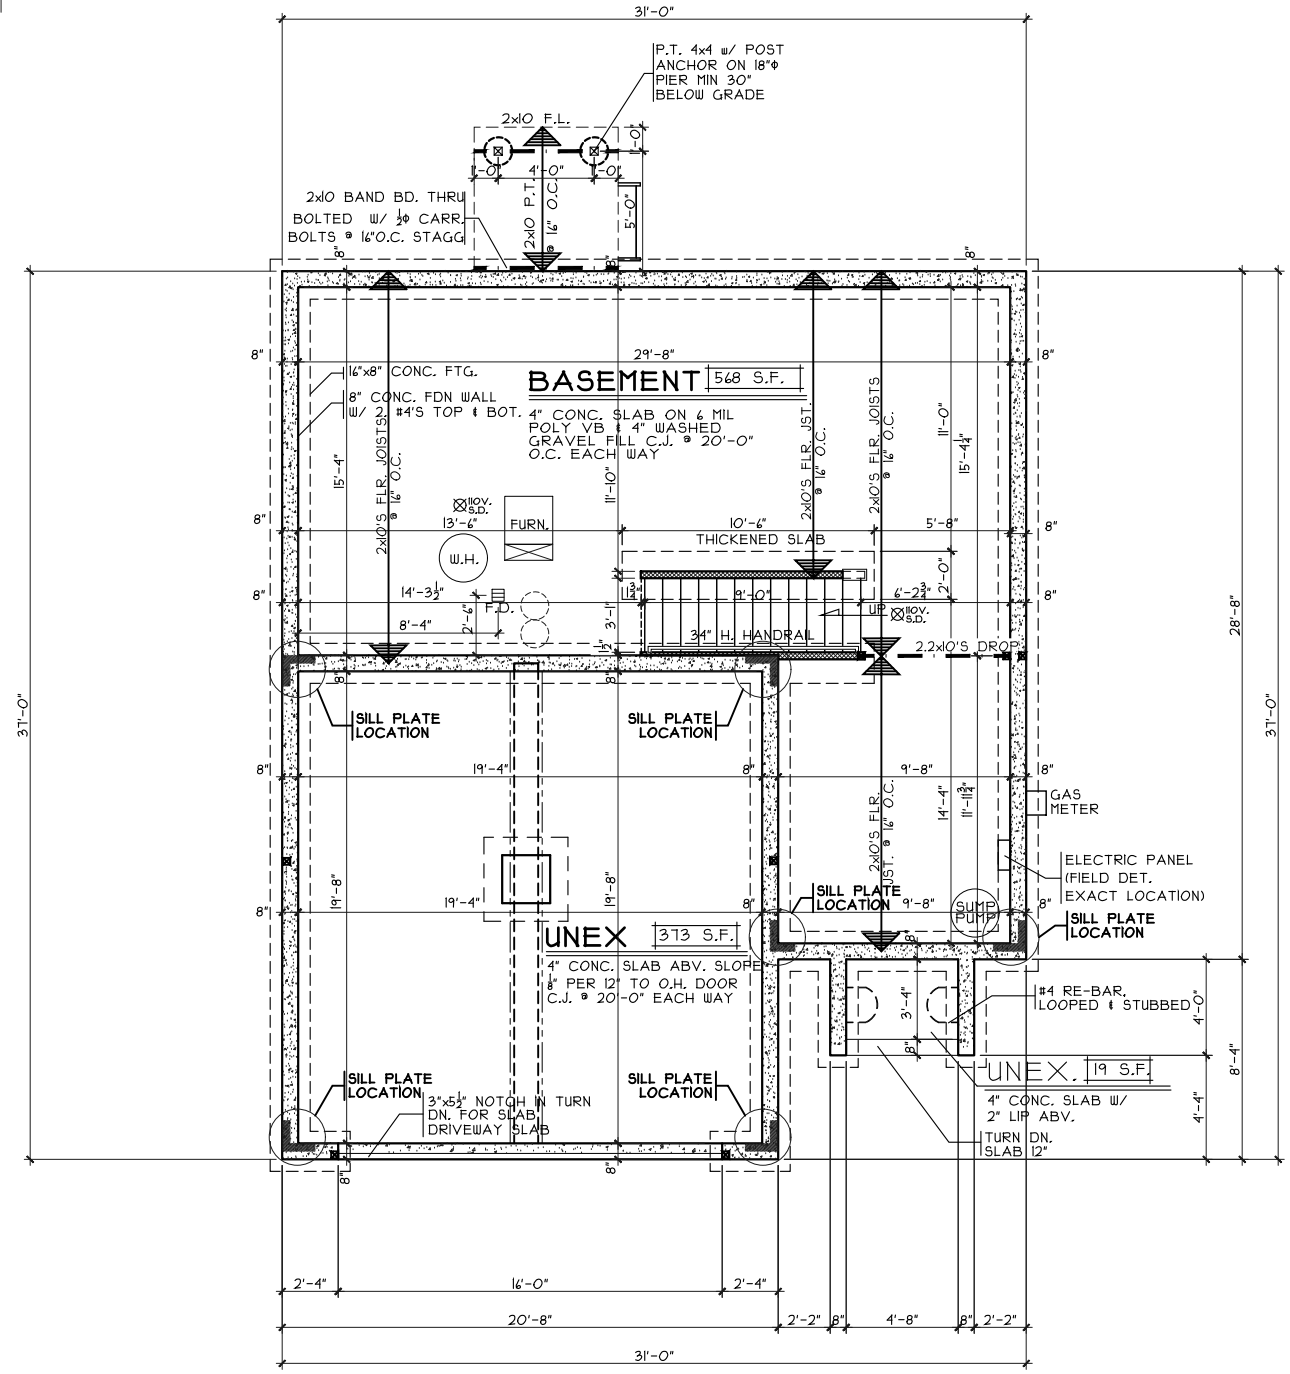 31'-0"
P.T. 4x4 w/ POST
ANCHOR ON 18"ϕ
PIER MIN 30"
BELOW GRADE
2x10 F.L.
1'-0"
1'-0"
4'-0"
1'-0"
2x10 P.T.
@ 16" O.C.
5'-0"
2x10 BAND BD. THRU
BOLTED W/ ½ϕ CARR.
BOLTS @ 16"O.C. STAGG
8"
8"
8"
8"
29'-8"
8"
16"x8" CONC. FTG.
8" CONC. FDN WALL
W/ 2 #4'S TOP & BOT.
BASEMENT
568 S.F.
4" CONC. SLAB ON 6 MIL
POLY VB & 4" WASHED
GRAVEL FILL C.J. @ 20'-0"
O.C. EACH WAY
15'-4"
2x10'S FLR. JOISTS
@ 16" O.C.
11'-10"
2x10'S FLR. JST.
@ 16" O.C.
2x10'S FLR. JOISTS
@ 16" O.C.
11'-0"
15'-4¼"
110V.
S.D.
8"
13'-6"
FURN.
10'-6"
5'-8"
8"
THICKENED SLAB
W.H.
2'-0"
8"
14'-3½"
F.D.
9'-0"
6'-2¾"
8"
3'-1"
UP
110V.
S.D.
8'-4"
2'-6"
34" H. HANDRAIL
2.2x10'S DROP
28'-8"
8"
8"
37'-0"
37'-0"
SILL PLATE
LOCATION
SILL PLATE
LOCATION
8"
19'-4"
8"
9'-8"
8"
GAS
METER
14'-4"
11'-11¾"
2x10'S FLR.
JST. @ 16" O.C.
ELECTRIC PANEL
(FIELD DET.
EXACT LOCATION)
19'-8"
19'-8"
SILL PLATE
LOCATION
8"
19'-4"
8"
9'-8"
SUMP
PUMP
8"
SILL PLATE
LOCATION
UNEX
373 S.F.
8"
4" CONC. SLAB ABV. SLOPE
⅛" PER 12" TO O.H. DOOR
C.J. @ 20'-0" EACH WAY
#4 RE-BAR,
LOOPED & STUBBED
3'-4"
8"
4'-0"
8'-4"
UNEX.
19 S.F.
4" CONC. SLAB W/
2" LIP ABV.
4'-4"
TURN DN.
SLAB 12"
SILL PLATE
LOCATION
SILL PLATE
LOCATION
3"x5½" NOTCH IN TURN
DN. FOR SLAB
DRIVEWAY SLAB
8"
8"
2'-4"
16'-0"
2'-4"
20'-8"
2'-2"
8"
4'-8"
8"
2'-2"
31'-0"